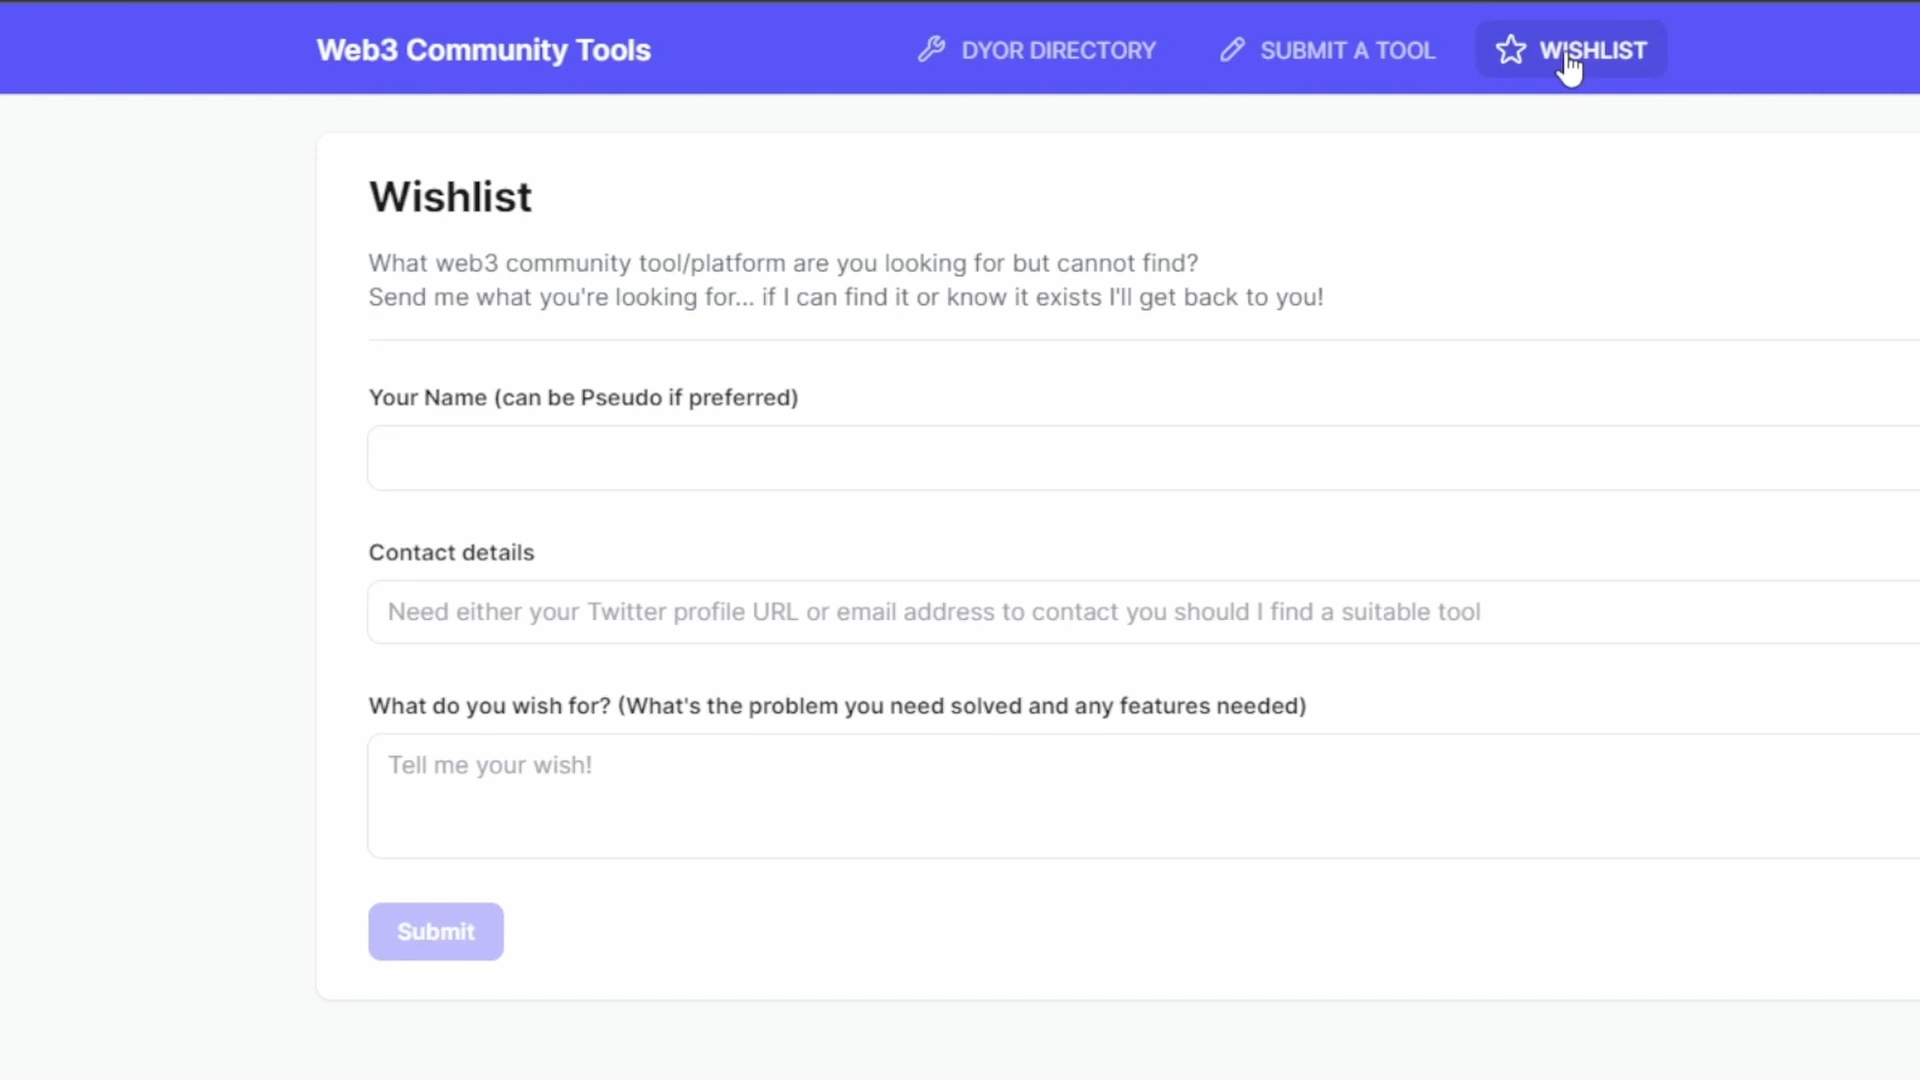 Web3 Community Tools
DYOR DIRECTORY
SUBMIT A TOOL
WISHLIST
Wishlist
What web3 community tool/platform are you looking for but cannot find?
Send me what you're looking for... if I can find it or know it exists I'll get back to you!
Your Name (can be Pseudo if preferred)
Contact details
Need either your Twitter profile URL or email address to contact you should I find a suitable tool
What do you wish for? (What's the problem you need solved and any features needed)
Tell me your wish!
Submit